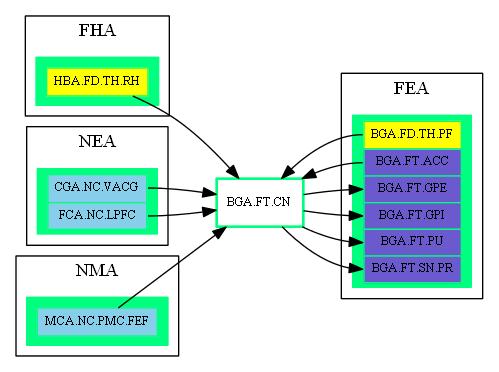 FHA
HBA.FD.TH.RH
NEA
CGA.NC.VACG
FCA.NC.LPFC
NMA
MCA.NC.PMC.FEF
BGA.FT.CN
FEA
BGA.FD.TH.PF
BGA.FT.ACC
BGA.FT.GPE
BGA.FT.GPI
BGA.FT.PU
BGA.FT.SN.PR